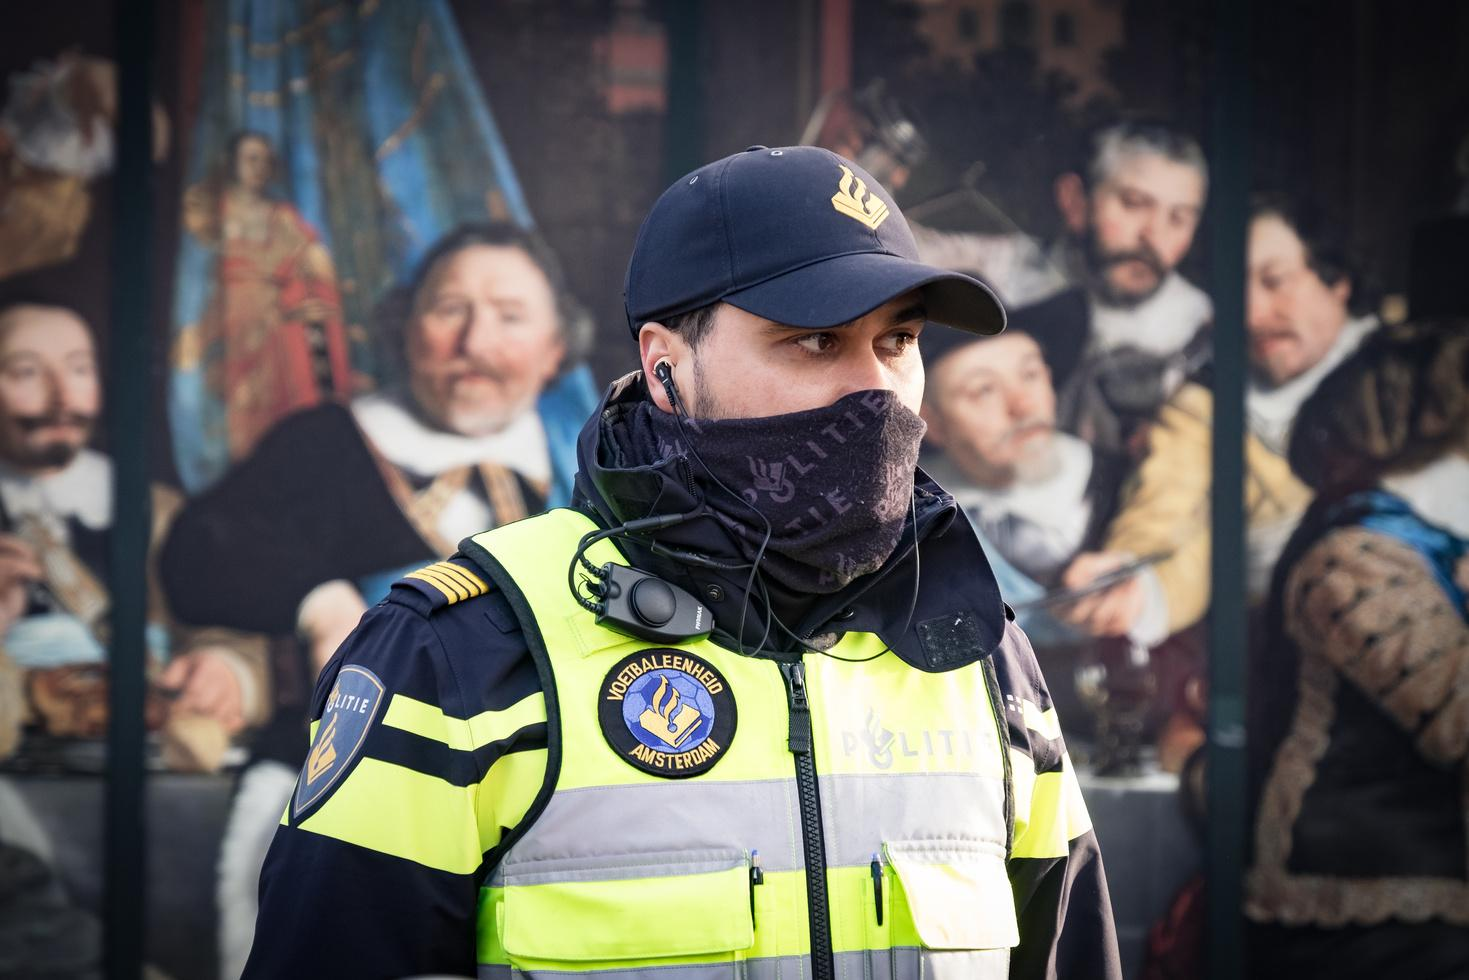 POLITIE
POLITIE
VOETBALEENHEID
AMSTERDAM
POLITIE